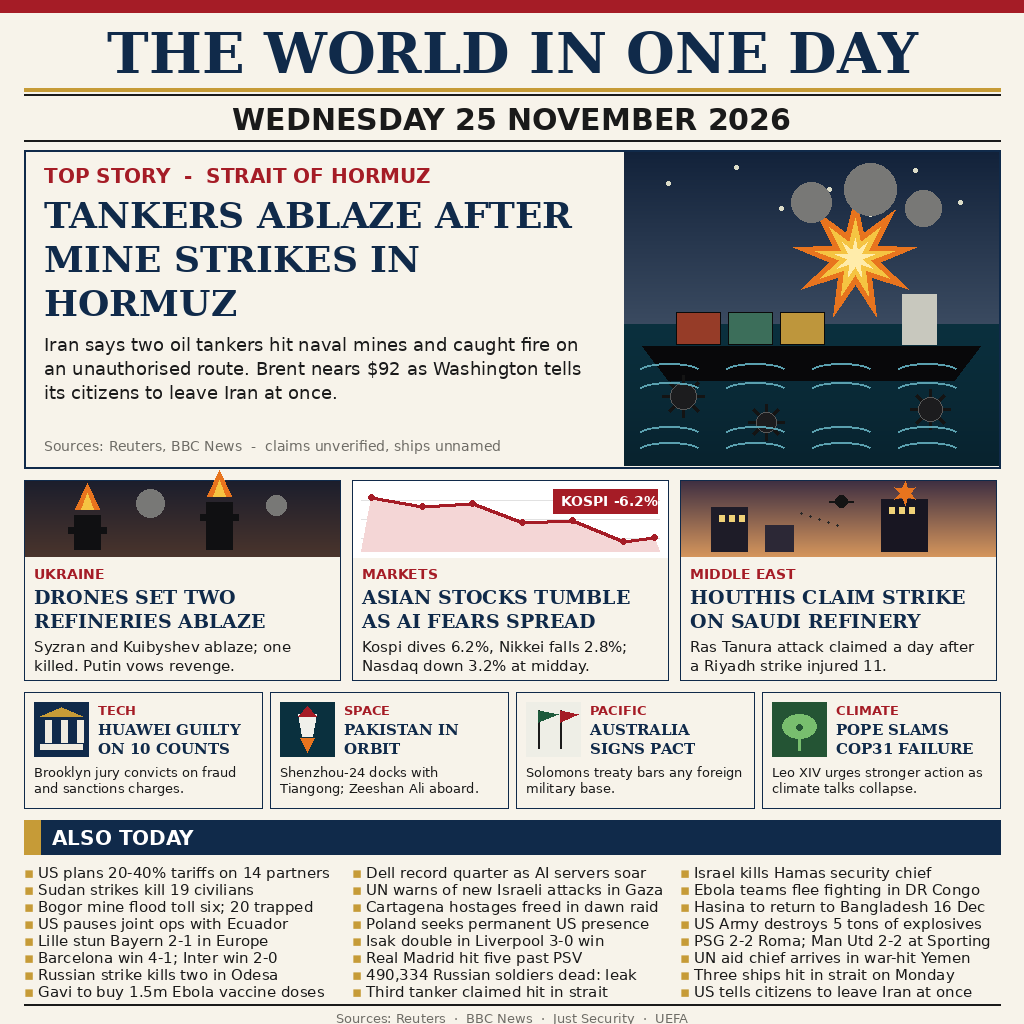 THE WORLD IN ONE DAY
WEDNESDAY 25 NOVEMBER 2026
TOP STORY - STRAIT OF HORMUZ
TANKERS ABLAZE AFTER
MINE STRIKES IN
HORMUZ
Iran says two oil tankers hit naval mines and caught fire on
an unauthorised route. Brent nears $92 as Washington tells
its citizens to leave Iran at once.
Sources: Reuters, BBC News - claims unverified, ships unnamed
UKRAINE
DRONES SET TWO
REFINERIES ABLAZE
Syzran and Kuibyshev ablaze; one
killed. Putin vows revenge.
KOSPI -6.2%
MARKETS
ASIAN STOCKS TUMBLE
AS AI FEARS SPREAD
Kospi dives 6.2%, Nikkei falls 2.8%;
Nasdaq down 3.2% at midday.
MIDDLE EAST
HOUTHIS CLAIM STRIKE
ON SAUDI REFINERY
Ras Tanura attack claimed a day after
a Riyadh strike injured 11.
TECH
HUAWEI GUILTY
ON 10 COUNTS
Brooklyn jury convicts on fraud
and sanctions charges.
SPACE
PAKISTAN IN
ORBIT
Shenzhou-24 docks with
Tiangong; Zeeshan Ali aboard.
PACIFIC
AUSTRALIA
SIGNS PACT
Solomons treaty bars any foreign
military base.
CLIMATE
POPE SLAMS
COP31 FAILURE
Leo XIV urges stronger action as
climate talks collapse.
ALSO TODAY
US plans 20-40% tariffs on 14 partners
Sudan strikes kill 19 civilians
Bogor mine flood toll six; 20 trapped
US pauses joint ops with Ecuador
Lille stun Bayern 2-1 in Europe
Barcelona win 4-1; Inter win 2-0
Russian strike kills two in Odesa
Gavi to buy 1.5m Ebola vaccine doses
Dell record quarter as AI servers soar
UN warns of new Israeli attacks in Gaza
Cartagena hostages freed in dawn raid
Poland seeks permanent US presence
Isak double in Liverpool 3-0 win
Real Madrid hit five past PSV
490,334 Russian soldiers dead: leak
Third tanker claimed hit in strait
Israel kills Hamas security chief
Ebola teams flee fighting in DR Congo
Hasina to return to Bangladesh 16 Dec
US Army destroys 5 tons of explosives
PSG 2-2 Roma; Man Utd 2-2 at Sporting
UN aid chief arrives in war-hit Yemen
Three ships hit in strait on Monday
US tells citizens to leave Iran at once
Sources: Reuters · BBC News · Just Security · UEFA